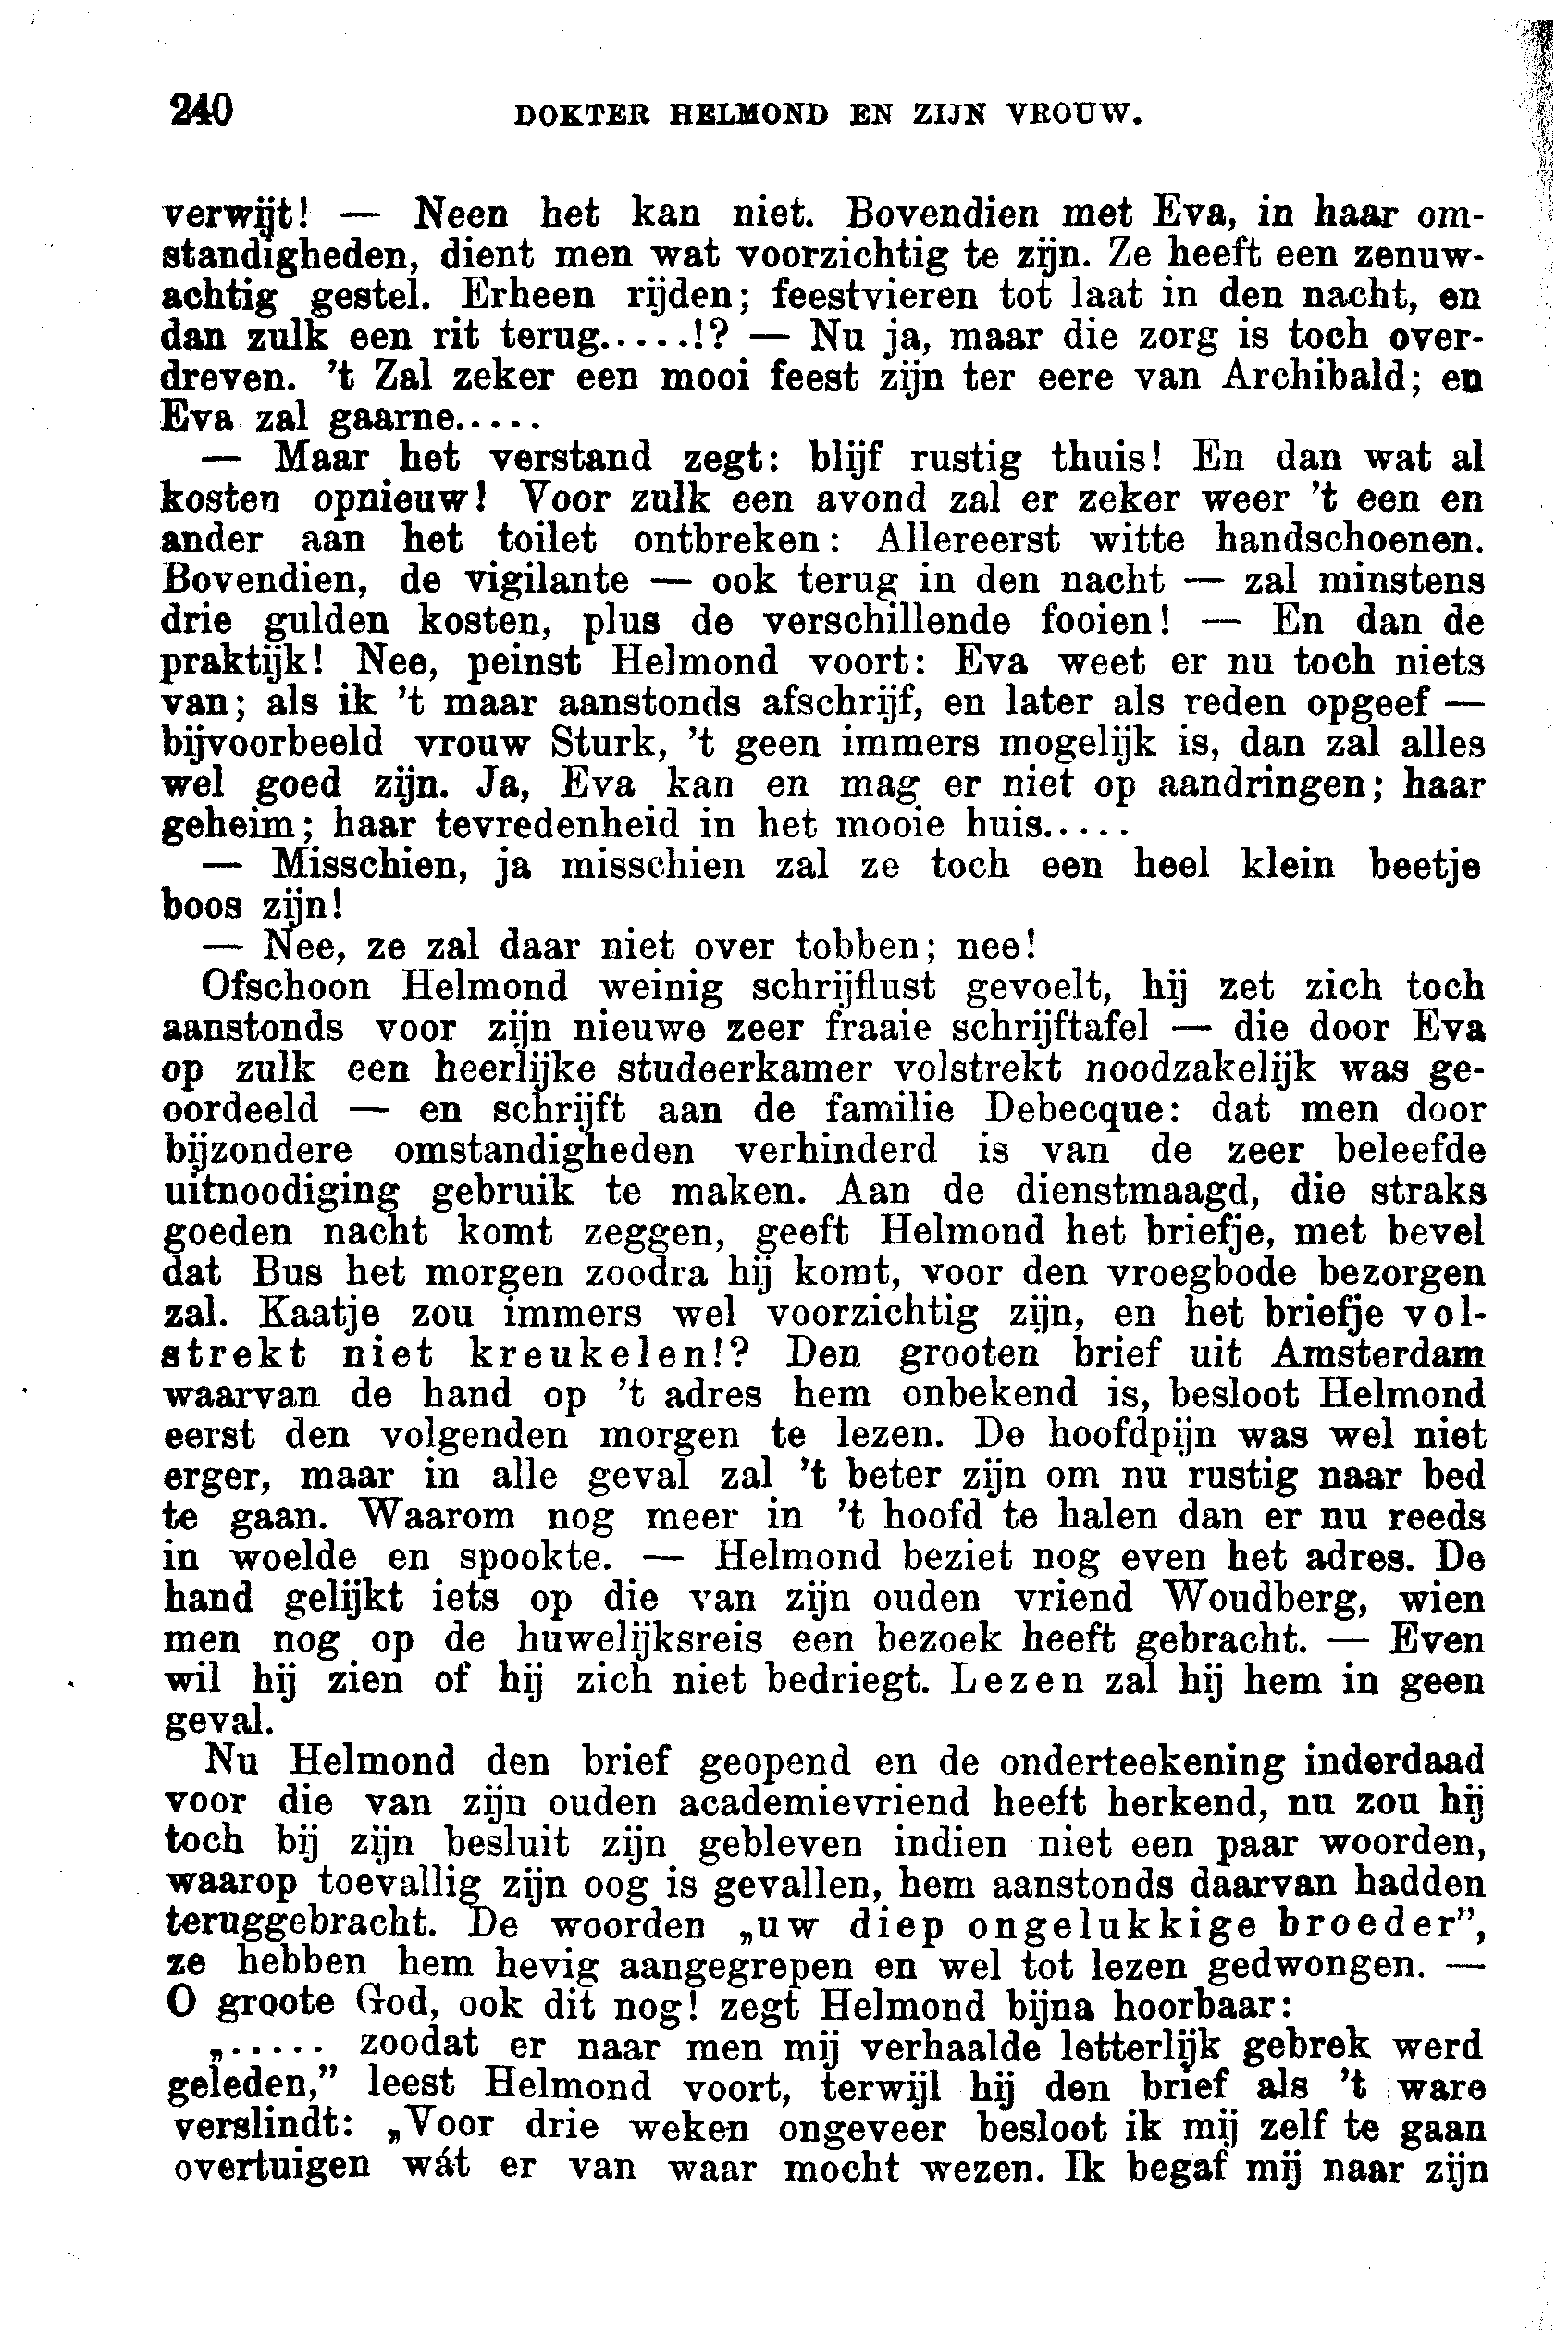 240 DOKTER HELMOND EN ZIJN VROUW.
verwijt! — Neen het kan niet. Bovendien met Eva, in haar om-
standigheden, dient men wat voorzichtig te zijn. Ze heeft een zenuw-
achtig gestel. Erheen rijden; feestvieren tot laat in den nacht, en
dan zulk een rit terug.....!? — Nu ja, maar die zorg is toch over-
dreven. 't Zal zeker een mooi feest zijn ter eere van Archibald; en
Eva zal gaarne.....
— Maar het verstand zegt: blijf rustig thuis! En dan wat al
kosten opnieuw! Voor zulk een avond zal er zeker weer 't een en
ander aan het toilet ontbreken: Allereerst witte handschoenen.
Bovendien, de vigilante — ook terug in den nacht — zal minstens
drie gulden kosten, plus de verschillende fooien! — En dan de
praktijk! Nee, peinst Helmond voort: Eva weet er nu toch niets
van; als ik 't maar aanstonds afschrijf, en later als reden opgeef —
bijvoorbeeld vrouw Sturk, 't geen immers mogelijk is, dan zal alles
wel goed zijn. Ja, Eva kan en mag er niet op aandringen; haar
geheim; haar tevredenheid in het mooie huis.....
— Misschien, ja misschien zal ze toch een heel klein beetje
boos zijn!
— Nee, ze zal daar niet over tobben; nee!
Ofschoon Helmond weinig schrijflust gevoelt, hij zet zich toch
aanstonds voor zijn nieuwe zeer fraaie schrijftafel — die door Eva
op zulk een heerlijke studeerkamer volstrekt noodzakelijk was ge-
oordeeld — en schrijft aan de familie Debecque: dat men door
bijzondere omstandigheden verhinderd is van de zeer beleefde
uitnoodiging gebruik te maken. Aan de dienstmaagd, die straks
goeden nacht komt zeggen, geeft Helmond het briefje, met bevel
dat Bus het morgen zoodra hij komt, voor den vroegbode bezorgen
zal. Kaatje zou immers wel voorzichtig zijn, en het briefje vol-
strekt niet kreukelen!? Den grooten brief uit Amsterdam
waarvan de hand op 't adres hem onbekend is, besloot Helmond
eerst den volgenden morgen te lezen. De hoofdpijn was wel niet
erger, maar in alle geval zal 't beter zijn om nu rustig naar bed
te gaan. Waarom nog meer in 't hoofd te halen dan er nu reeds
in woelde en spookte. — Helmond beziet nog even het adres. De
hand gelijkt iets op die van zijn ouden vriend Woudberg, wien
men nog op de huwelijksreis een bezoek heeft gebracht. — Even
wil hij zien of hij zich niet bedriegt. Lezen zal hij hem in geen
geval.
Nu Helmond den brief geopend en de onderteekening inderdaad
voor die van zijn ouden academievriend heeft herkend, nu zou hij
toch bij zijn besluit zijn gebleven indien niet een paar woorden,
waarop toevallig zijn oog is gevallen, hem aanstonds daarvan hadden
teruggebracht. De woorden „uw diep ongelukkige broeder”,
ze hebben hem hevig aangegrepen en wel tot lezen gedwongen. —
O groote God, ook dit nog! zegt Helmond bijna hoorbaar:
„..... zoodat er naar men mij verhaalde letterlijk gebrek werd
geleden,” leest Helmond voort, terwijl hij den brief als 't ware
verslindt: „Voor drie weken ongeveer besloot ik mij zelf te gaan
overtuigen wát er van waar mocht wezen. Ik begaf mij naar zijn